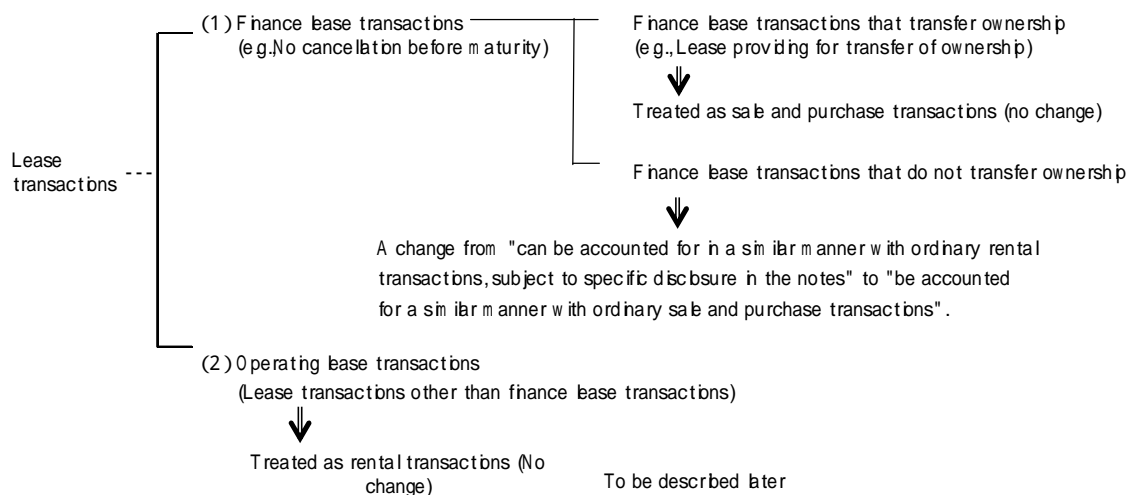 (1) Finance lease transactions
(e.g., No cancellation before maturity)
Finance lease transactions that transfer ownership
(e.g., Lease providing for transfer of ownership)
Treated as sale and purchase transactions (no change)
Lease
transactions
Finance lease transactions that do not transfer ownership
A change from "can be accounted for in a similar manner with ordinary rental
transactions, subject to specific disclosure in the notes" to "be accounted
for a similar manner with ordinary sale and purchase transactions".
(2) Operating lease transactions
(Lease transactions other than finance lease transactions)
Treated as rental transactions (No
change)
To be described later